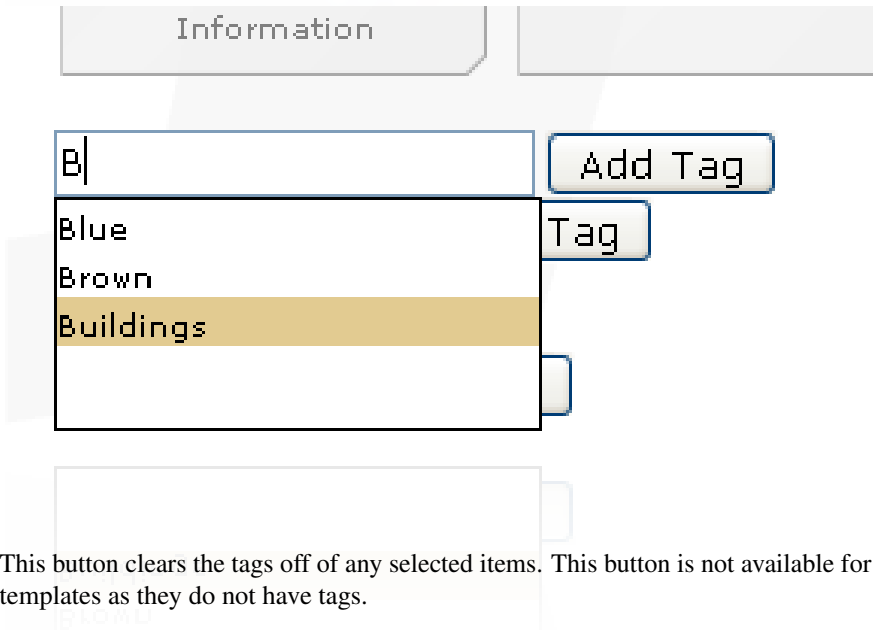 Information
B
Add Tag
Blue
Tag
Brown
Buildings
This button clears the tags off of any selected items. This button is not available for
templates as they do not have tags.
Brown